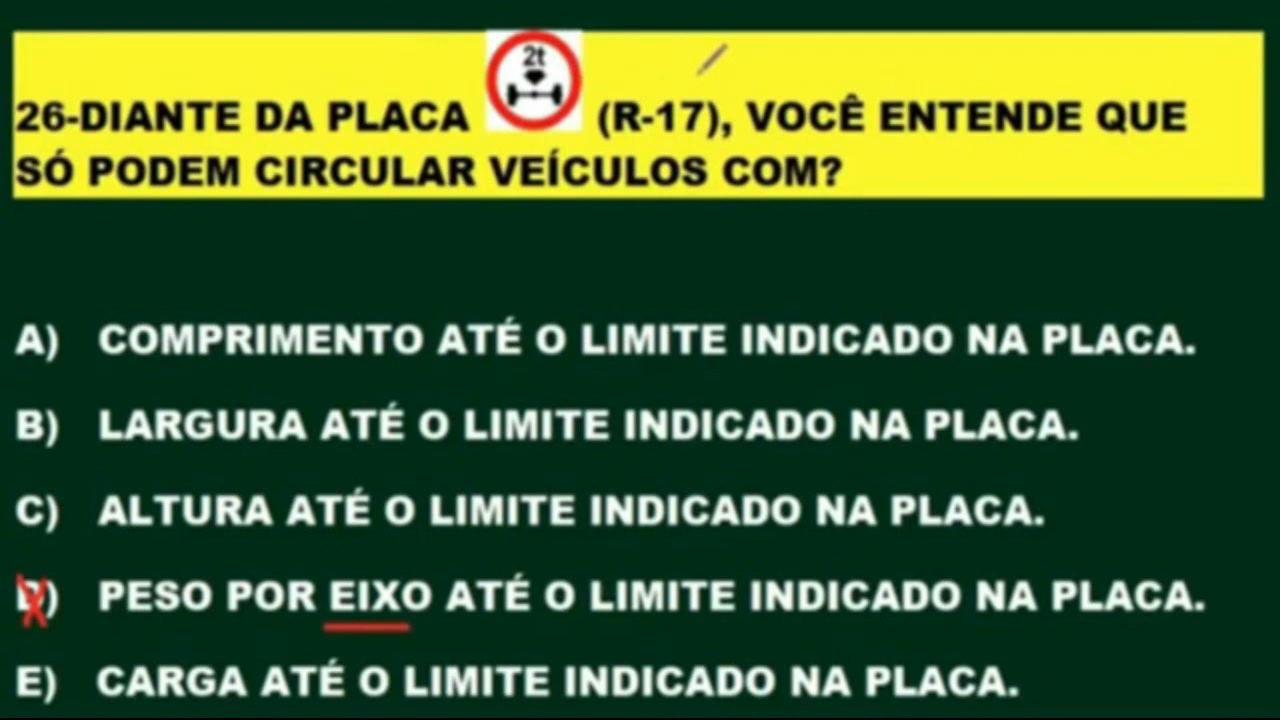 2t
26-DIANTE DA PLACA (R-17), VOCÊ ENTENDE QUE
SÓ PODEM CIRCULAR VEÍCULOS COM?
A) COMPRIMENTO ATÉ O LIMITE INDICADO NA PLACA.
B) LARGURA ATÉ O LIMITE INDICADO NA PLACA.
C) ALTURA ATÉ O LIMITE INDICADO NA PLACA.
D) PESO POR EIXO ATÉ O LIMITE INDICADO NA PLACA.
E) CARGA ATÉ O LIMITE INDICADO NA PLACA.